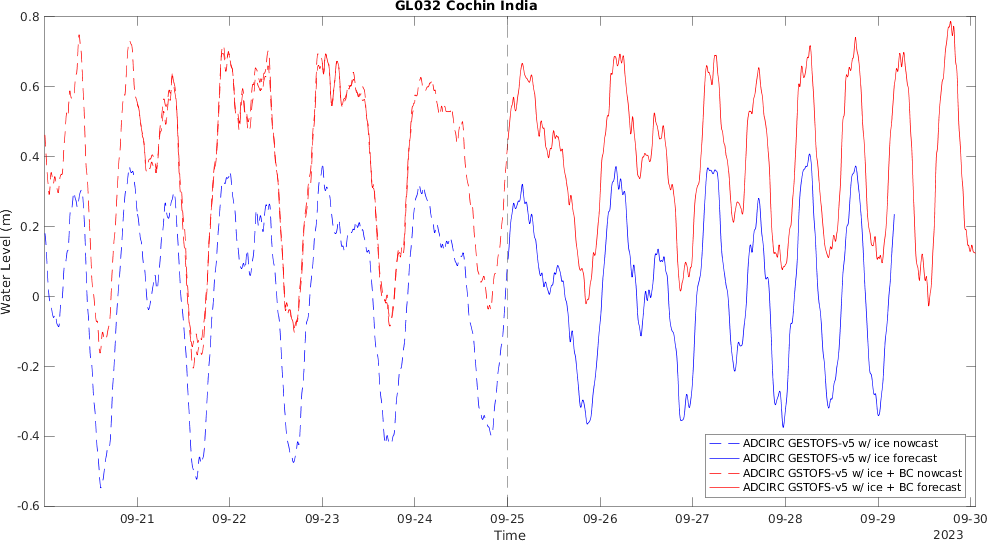 GL032 Cochin India
0.8
0.6
0.4
0.2
0
-0.2
-0.4
-0.6
Water Level (m)
ADCIRC GESTOFS-v5 w/ ice nowcast
ADCIRC GESTOFS-v5 w/ ice forecast
ADCIRC GSTOFS-v5 w/ ice + BC nowcast
ADCIRC GSTOFS-v5 w/ ice + BC forecast
09-21 09-22 09-23 09-24 09-25 09-26 09-27 09-28 09-29 09-30
Time
2023